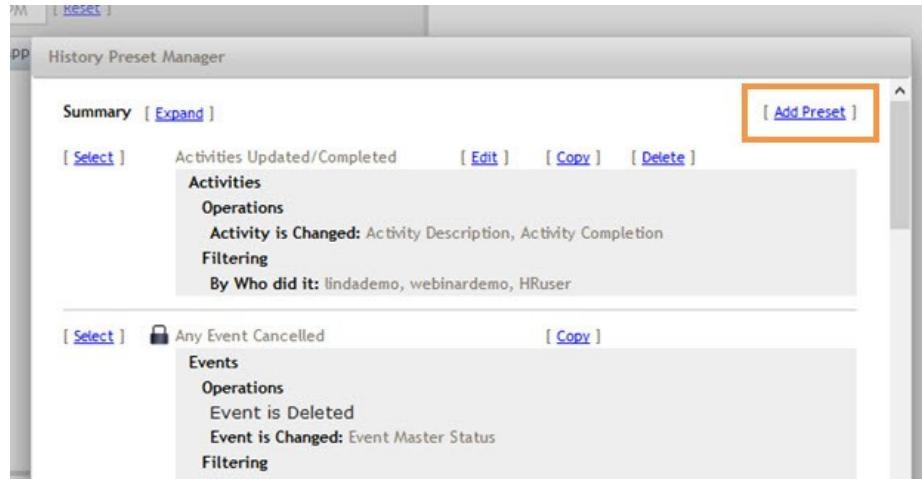 PM [ Reset ]
pp History Preset Manager
Summary [ Expand ] [ Add Preset ]
[ Select ] Activities Updated/Completed [ Edit ] [ Copy ] [ Delete ]
Activities
Operations
Activity is Changed: Activity Description, Activity Completion
Filtering
By Who did it: lindademo, webinardemo, HRuser
[ Select ] Any Event Cancelled [ Copy ]
Events
Operations
Event is Deleted
Event is Changed: Event Master Status
Filtering